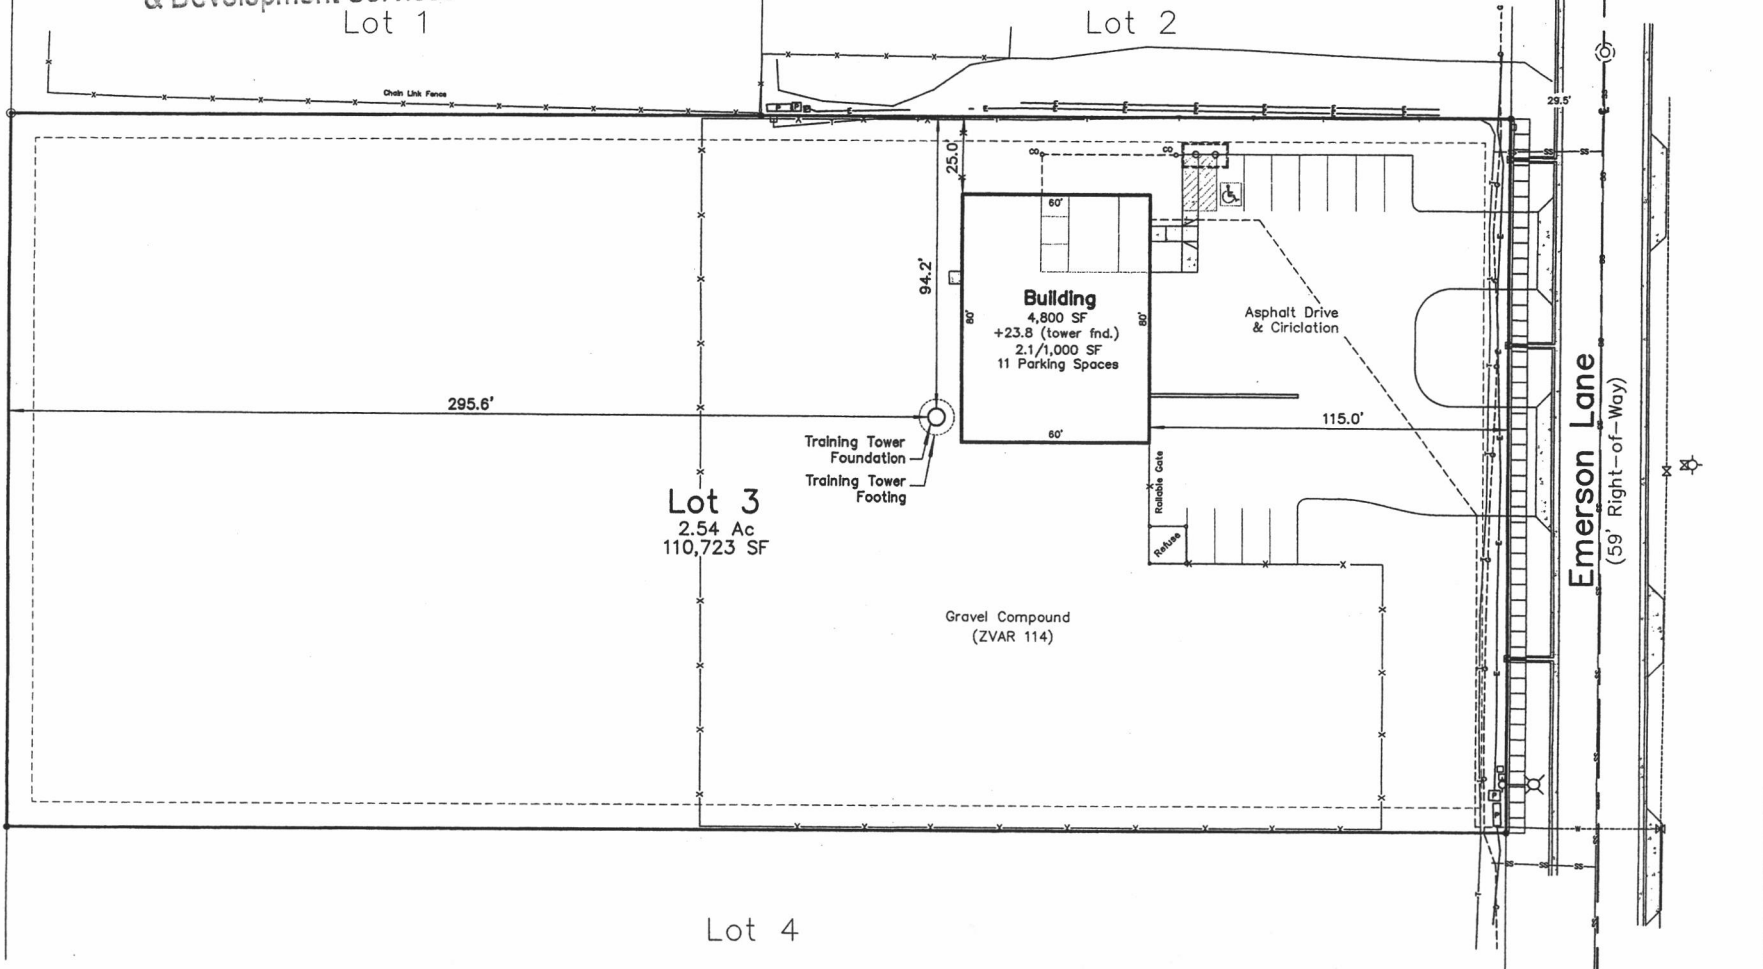 & Development
Lot 1
Lot 2
Chain Link Fence
29.5'
25.0'
CO
CO
60'
94.2'
Building
4,800 SF
+23.8 (tower fnd.)
2.1/1,000 SF
11 Parking Spaces
80'
80'
60'
Asphalt Drive
& Ciriclation
295.6'
115.0'
Training Tower
Foundation
Training Tower
Footing
Rollable Gate
Refuse
Lot 3
2.54 Ac
110,723 SF
Gravel Compound
(ZVAR 114)
Emerson Lane
(59' Right-of-Way)
Lot 4